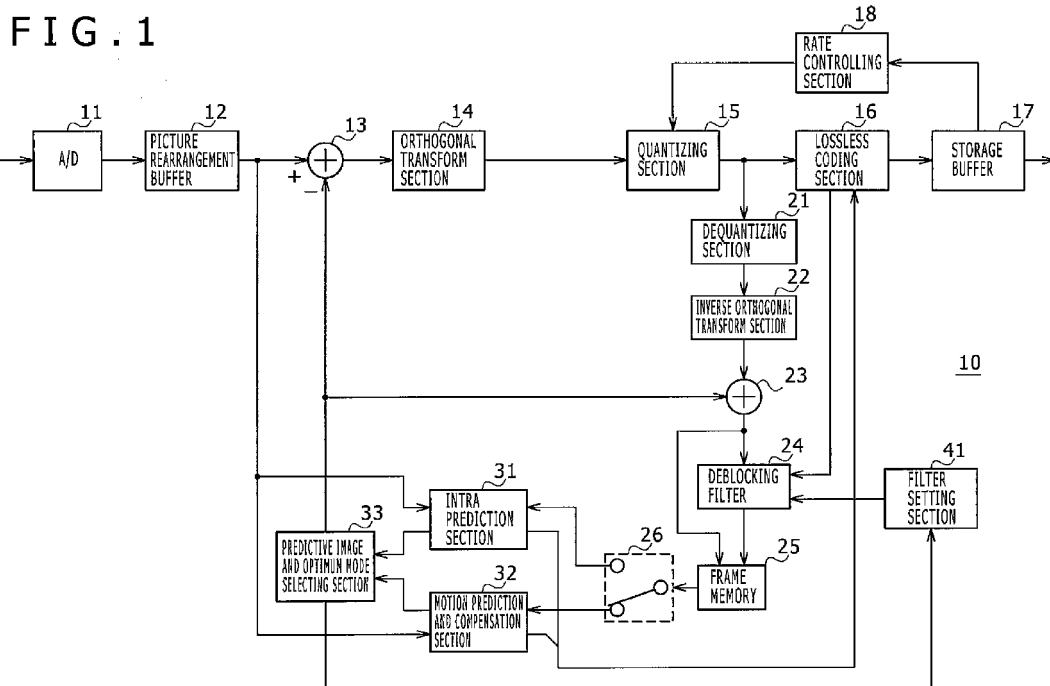 FIG.1
18
RATE
CONTROLLING
SECTION
11
A/D
12
PICTURE
REARRANGEMENT
BUFFER
13
+
−
14
ORTHOGONAL
TRANSFORM
SECTION
15
QUANTIZING
SECTION
16
LOSSLESS
CODING
SECTION
17
STORAGE
BUFFER
21
DEQUANTIZING
SECTION
22
INVERSE ORTHOGONAL
TRANSFORM SECTION
23
10
24
DEBLOCKING
FILTER
41
FILTER
SETTING
SECTION
31
INTRA
PREDICTION
SECTION
33
PREDICTIVE IMAGE
AND OPTIMUM MODE
SELECTING SECTION
26
25
FRAME
MEMORY
32
MOTION PREDICTION
AKD COMPENSATION
SECTION